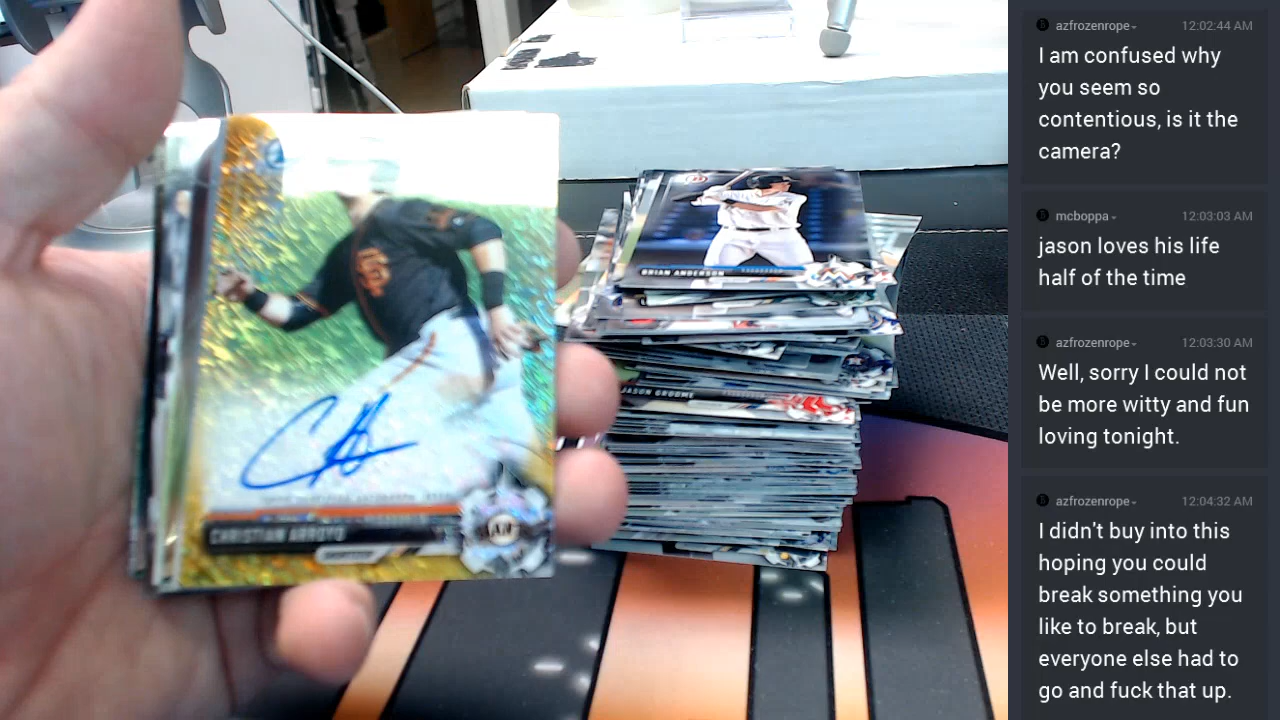 CHRISTIAN ARROYO
BRIAN ANDERSON
JASON GROOME
azfrozenrope
12:02:44 AM
I am confused why
you seem so
contentious, is it the
camera?
mcboppa
12:03:03 AM
jason loves his life
half of the time
azfrozenrope
12:03:30 AM
Well, sorry I could not
be more witty and fun
loving tonight.
azfrozenrope
12:04:32 AM
I didn't buy into this
hoping you could
break something you
like to break, but
everyone else had to
go and fuck that up.